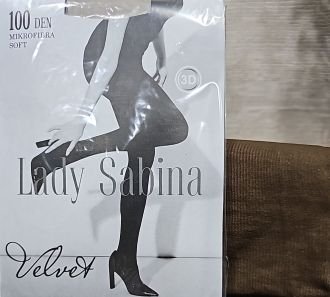 100 DEN
MIKROFIBRA
SOFT
3D
Lady Sabina
Velvet